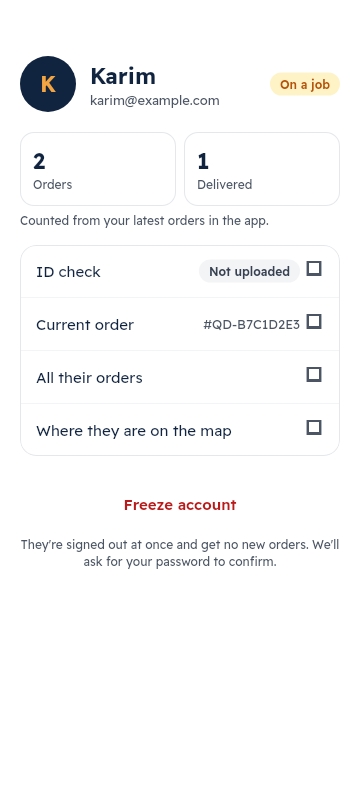 K
Karim
karim@example.com
On a job
2
Orders
1
Delivered
Counted from your latest orders in the app.
ID check
Not uploaded
Current order
#QD-B7C1D2E3
All their orders
Where they are on the map
Freeze account
They're signed out at once and get no new orders. We'll
ask for your password to confirm.